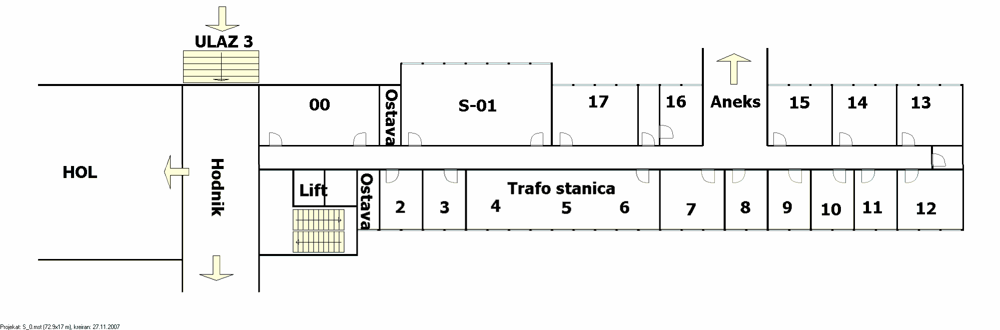 ULAZ 3
00
Ostava
S-01
17
16
Aneks
15
14
13
HOL
Hodnik
Lift
Ostava
2
3
Trafo stanica
4 5 6
7
8
9
10
11
12
Projekat: S_0.mst (72.9x17 m), kreiran: 27.11.2007